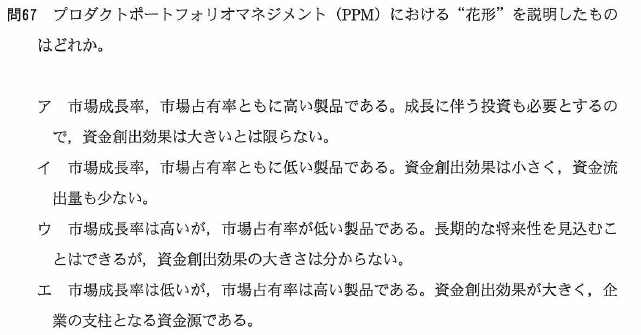 問67 プロダクトポートフォリオマネジメント（PPM）における“花形”を説明したもの
はどれか。
ア 市場成長率，市場占有率ともに高い製品である。成長に伴う投資も必要とするの
で，資金創出効果は大きいとは限らない。
イ 市場成長率，市場占有率ともに低い製品である。資金創出効果は小さく，資金流
出量も少ない。
ウ 市場成長率は高いが，市場占有率が低い製品である。長期的な将来性を見込むこ
とはできるが，資金創出効果の大きさは分からない。
エ 市場成長率は低いが，市場占有率は高い製品である。資金創出効果が大きく，企
業の支柱となる資金源である。